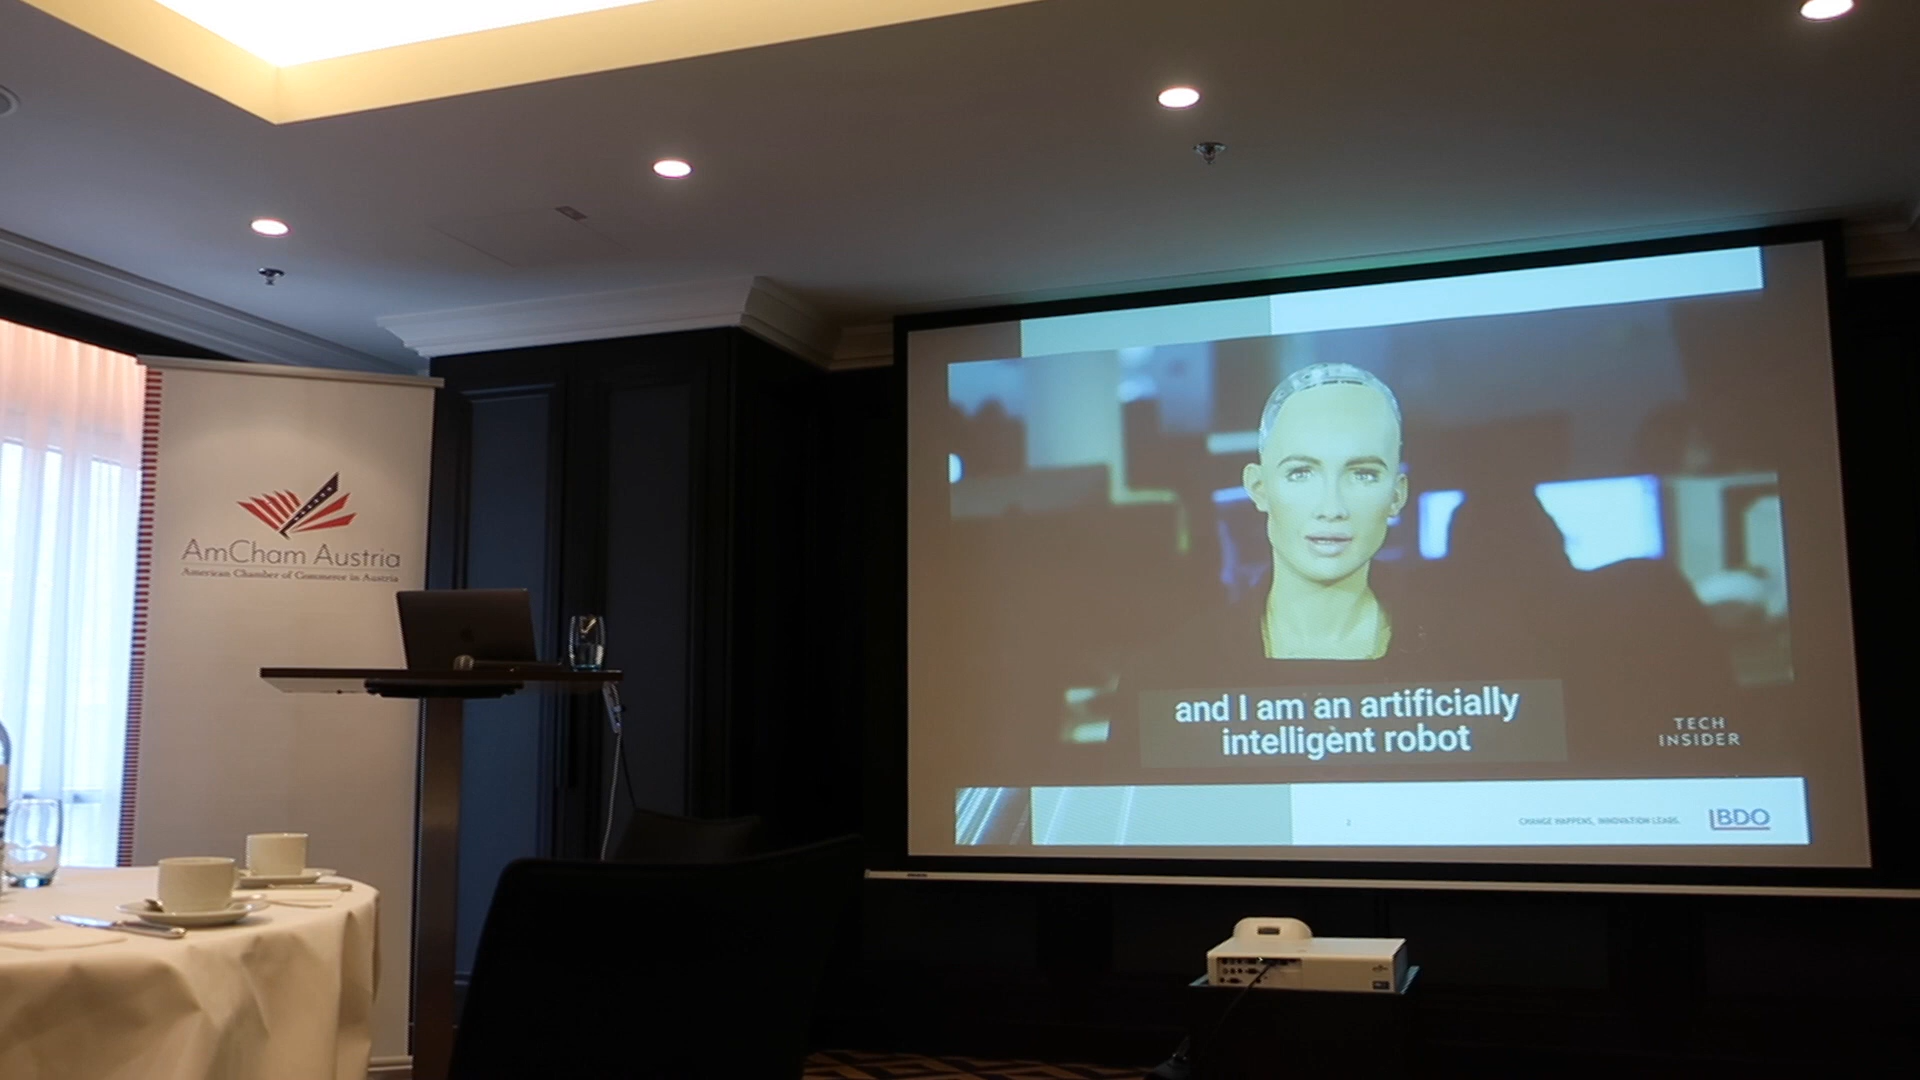 AmCham Austria
American Chamber of Commerce in Austria
and I am an artificially
intelligent robot
TECH
INSIDER
2
CHANGE HAPPENS, INNOVATION LEADS.
BDO